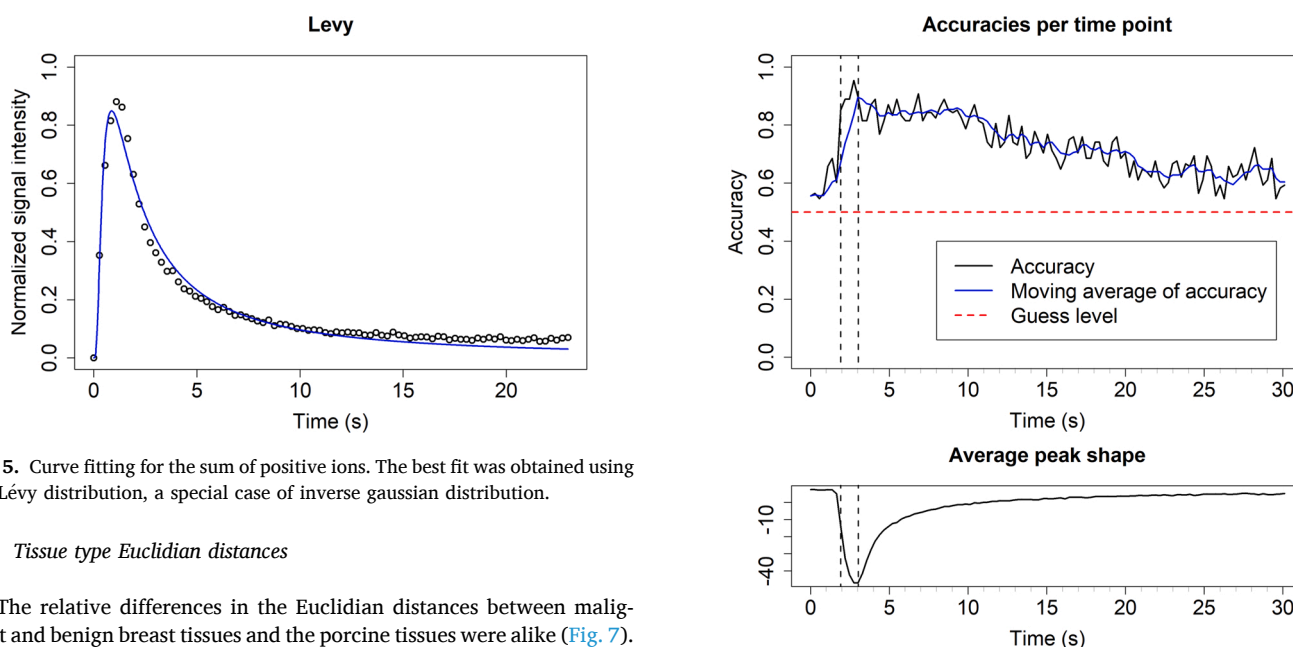 Levy
1.0
0.8
0.6
0.4
0.2
0.0
Normalized signal intensity
0 5 10 15 20
Time (s)
5. Curve fitting for the sum of positive ions. The best fit was obtained using
Lévy distribution, a special case of inverse gaussian distribution.
Tissue type Euclidian distances
The relative differences in the Euclidian distances between malig-
t and benign breast tissues and the porcine tissues were alike (Fig. 7).
Accuracies per time point
1.0
0.8
0.6
0.4
0.2
0.0
Accuracy
Accuracy
Moving average of accuracy
Guess level
0 5 10 15 20 25 30
Time (s)
Average peak shape
-10
-40
0 5 10 15 20 25 30
Time (s)